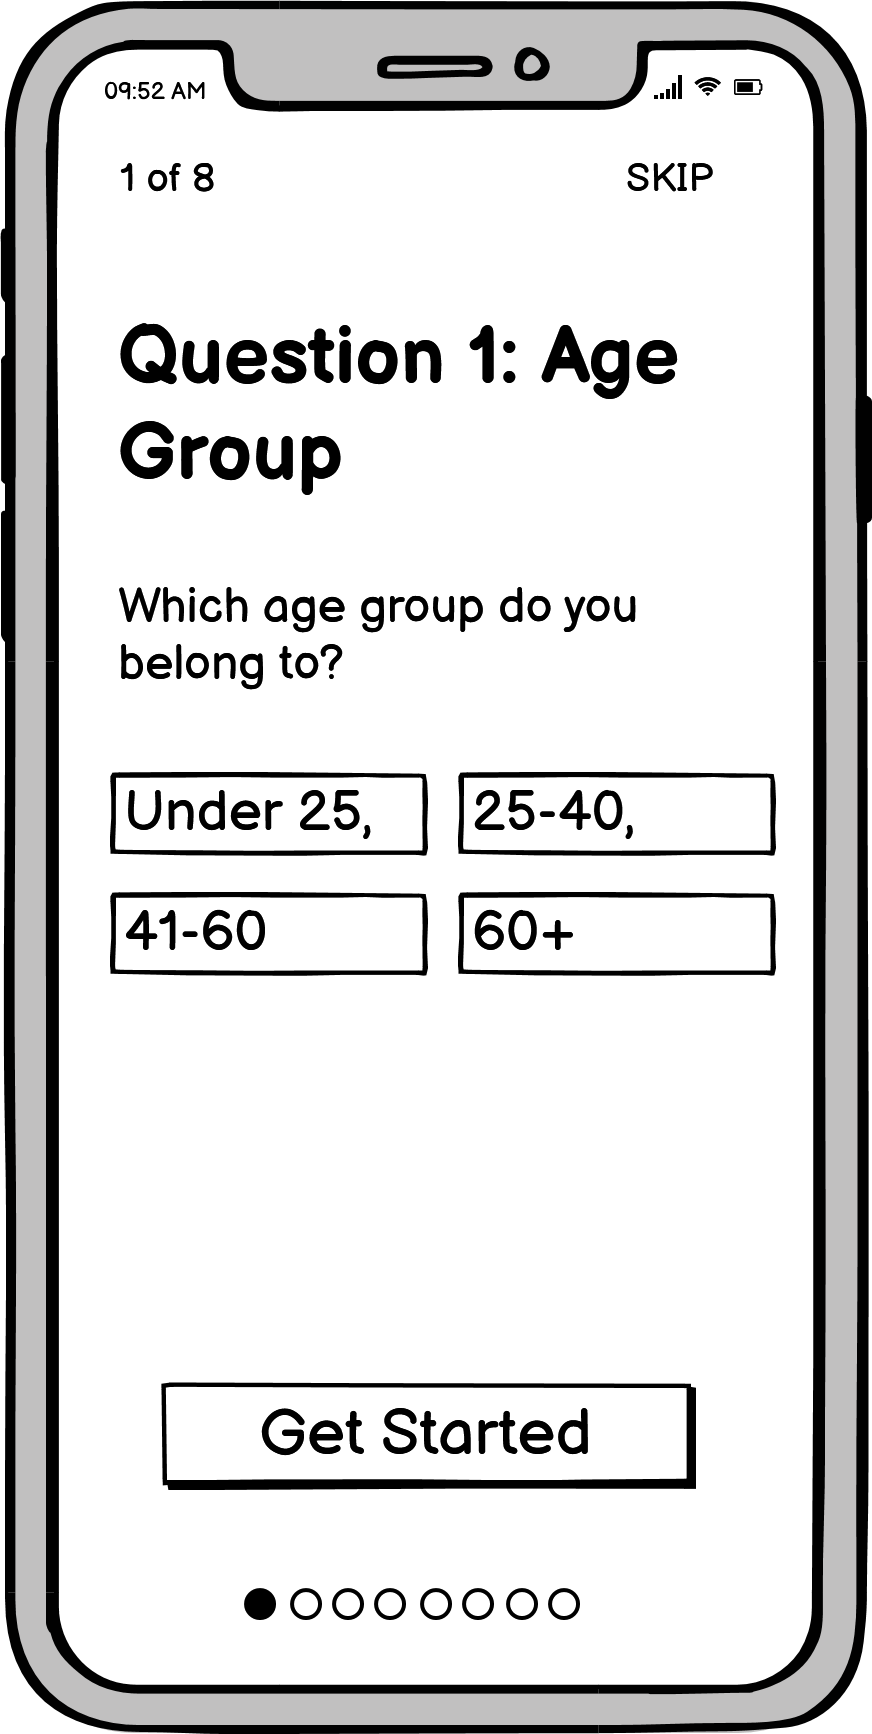 09:52 AM
1 of 8 SKIP
Question 1: Age
Group
Which age group do you
belong to?
Under 25, 25-40,
41-60 60+
Get Started